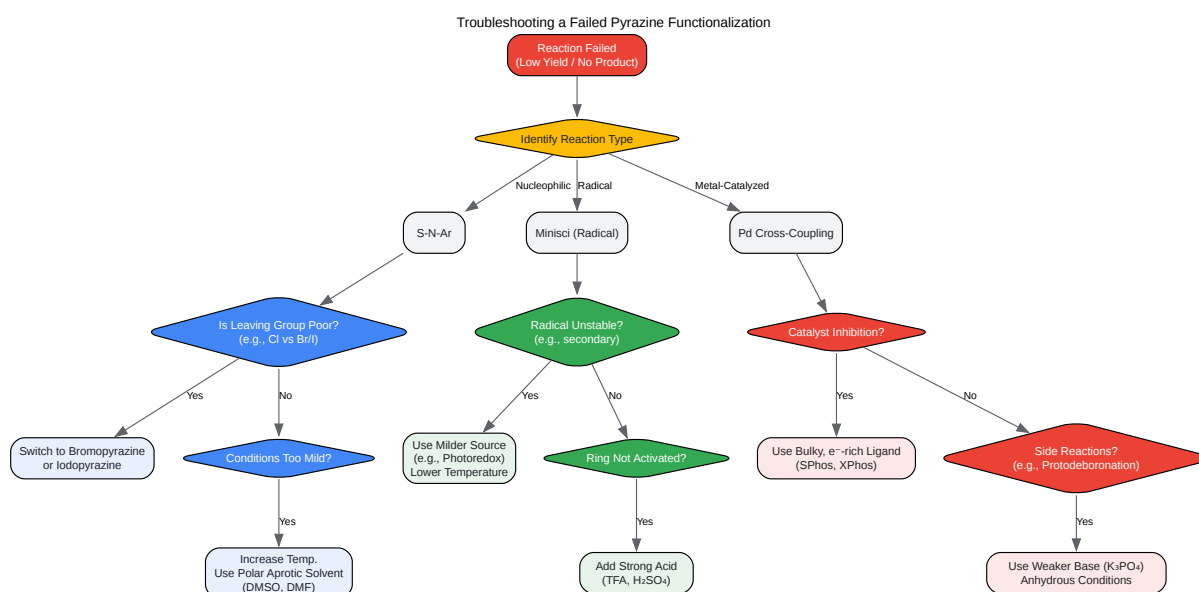 Troubleshooting a Failed Pyrazine Functionalization
Reaction Failed
(Low Yield / No Product)
Identify Reaction Type
Nucleophilic
Radical
Metal-Catalyzed
S-N-Ar
Minisci (Radical)
Pd Cross-Coupling
Is Leaving Group Poor?
(e.g., Cl vs Br/I)
Radical Unstable?
(e.g., secondary)
Catalyst Inhibition?
Yes
No
Yes
No
Yes
No
Switch to Bromopyrazine
or Iodopyrazine
Conditions Too Mild?
Use Milder Source
(e.g., Photoredox)
Lower Temperature
Ring Not Activated?
Use Bulky, e⁻-rich Ligand
(SPhos, XPhos)
Side Reactions?
(e.g., Protodeboronation)
Yes
Yes
Yes
Increase Temp.
Use Polar Aprotic Solvent
(DMSO, DMF)
Add Strong Acid
(TFA, H₂SO₄)
Use Weaker Base (K₃PO₄)
Anhydrous Conditions